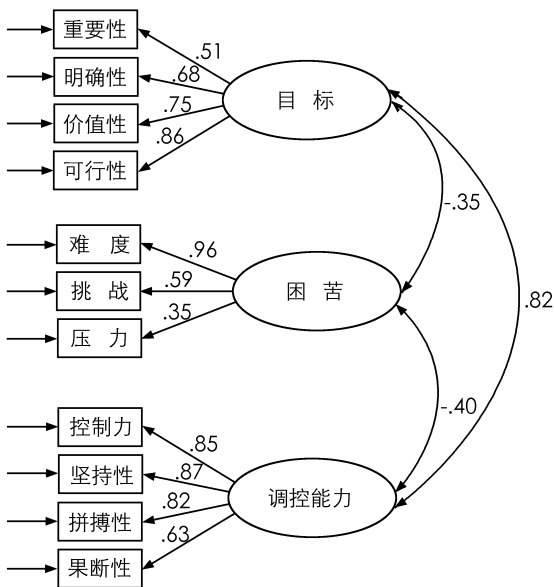 重要性
.51
明确性
.68
目 标
价值性
.75
可行性
.86
-.35
难 度
.96
挑 战
.59
困 苦
压 力
.35
.82
-.40
控制力
.85
坚持性
.87
拼搏性
.82
调控能力
果断性
.63